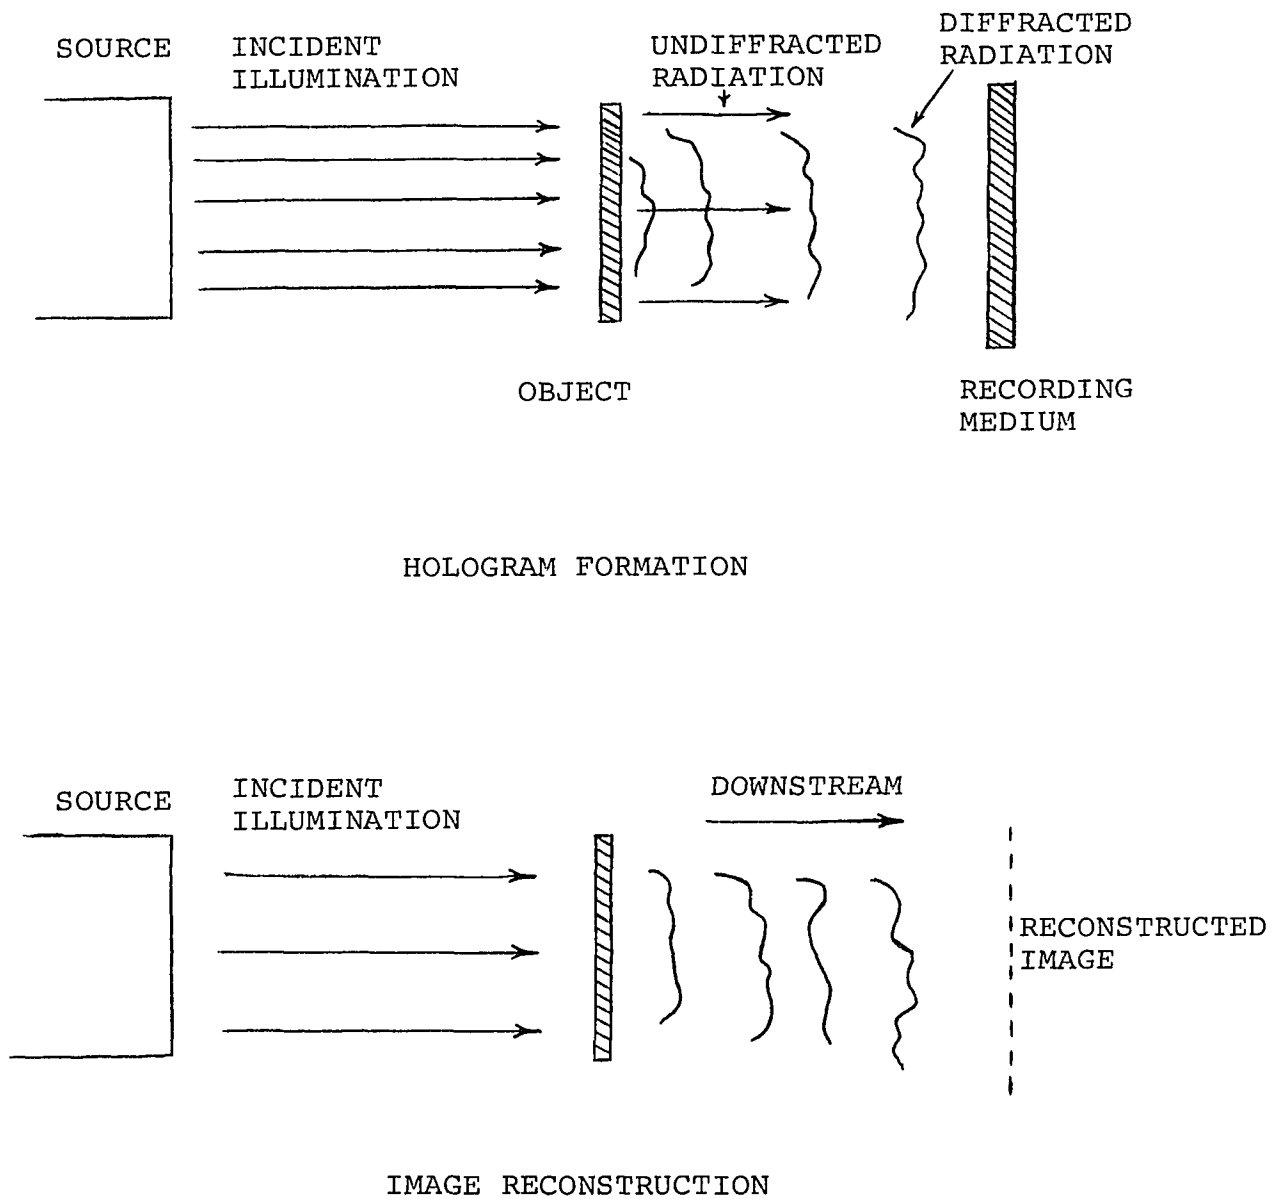 SOURCE
INCIDENT
ILLUMINATION
UNDIFFRACTED
RADIATION
DIFFRACTED
RADIATION
OBJECT
RECORDING
MEDIUM
HOLOGRAM FORMATION
SOURCE
INCIDENT
ILLUMINATION
DOWNSTREAM
RECONSTRUCTED
IMAGE
IMAGE RECONSTRUCTION